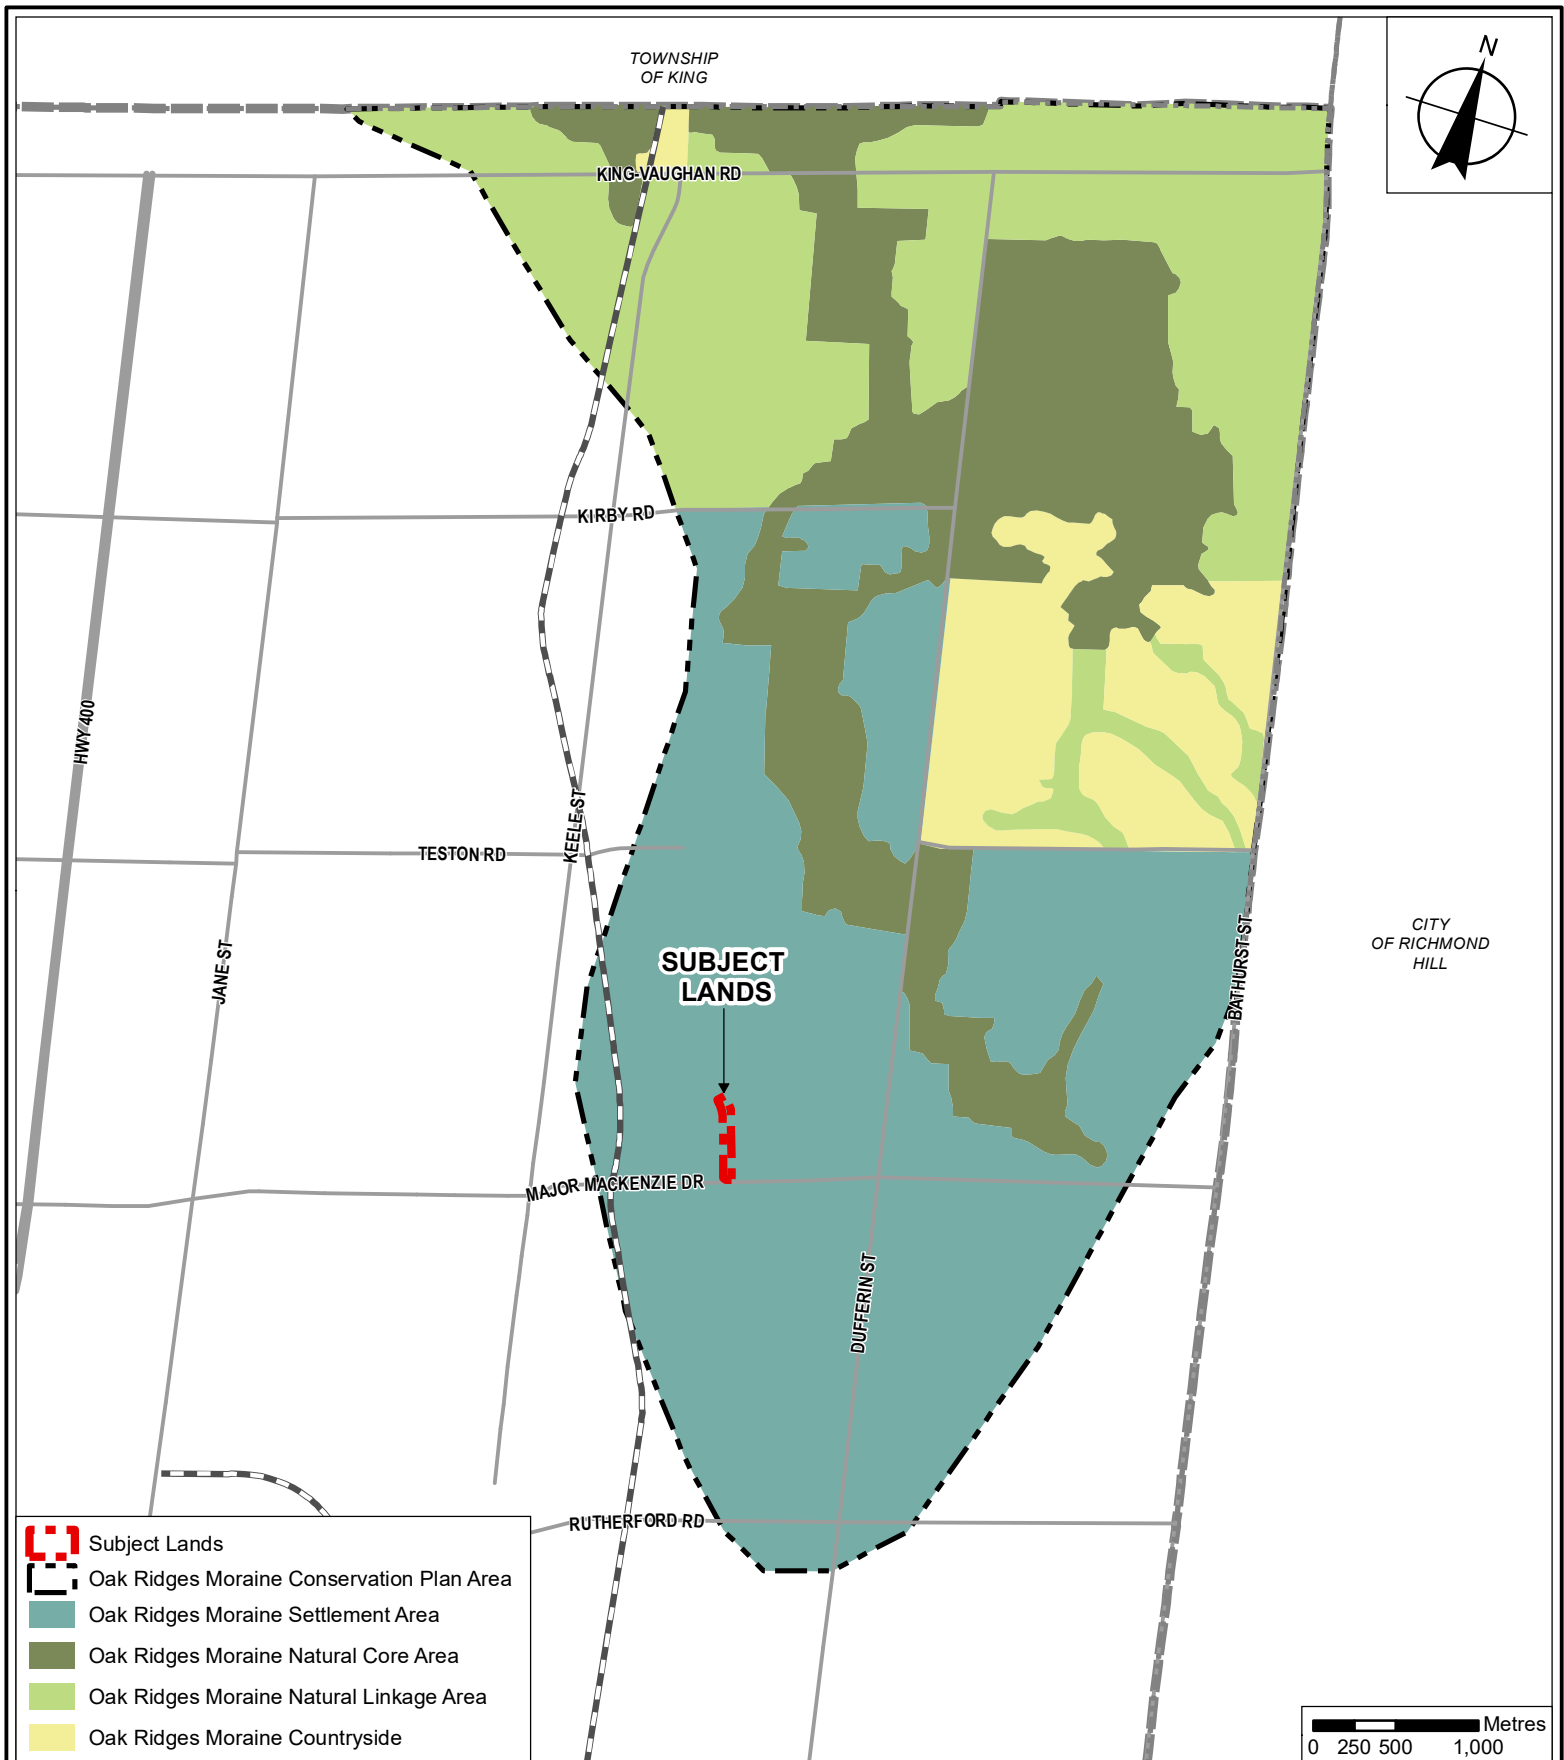 TOWNSHIP
OF KING
N
KING-VAUGHAN RD
KIRBY RD
HWY 400
KEELE ST
TESTON RD
JANE ST
SUBJECT
LANDS
CITY
OF RICHMOND
HILL
BATHURST ST
MAJOR MACKENZIE DR
DUFFERIN ST
RUTHERFORD RD
Subject Lands
Oak Ridges Moraine Conservation Plan Area
Oak Ridges Moraine Settlement Area
Oak Ridges Moraine Natural Core Area
Oak Ridges Moraine Natural Linkage Area
Oak Ridges Moraine Countryside
Metres
0 250 500 1,000